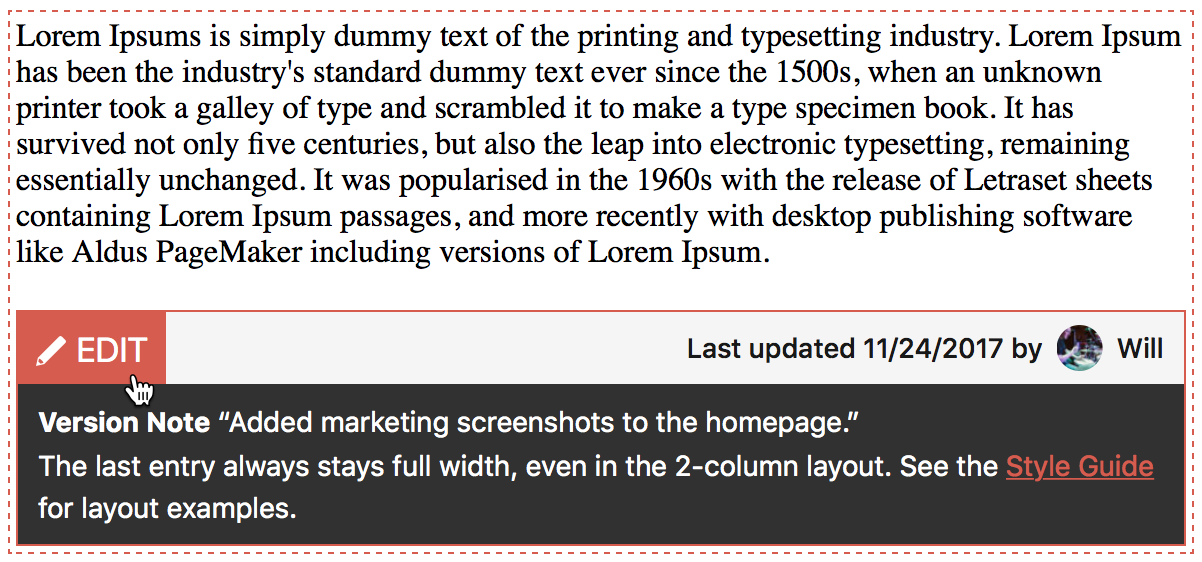 Lorem Ipsums is simply dummy text of the printing and typesetting industry. Lorem Ipsum
has been the industry's standard dummy text ever since the 1500s, when an unknown
printer took a galley of type and scrambled it to make a type specimen book. It has
survived not only five centuries, but also the leap into electronic typesetting, remaining
essentially unchanged. It was popularised in the 1960s with the release of Letraset sheets
containing Lorem Ipsum passages, and more recently with desktop publishing software
like Aldus PageMaker including versions of Lorem Ipsum.
EDIT Last updated 11/24/2017 by Will
Version Note “Added marketing screenshots to the homepage.”
The last entry always stays full width, even in the 2-column layout. See the Style Guide
for layout examples.